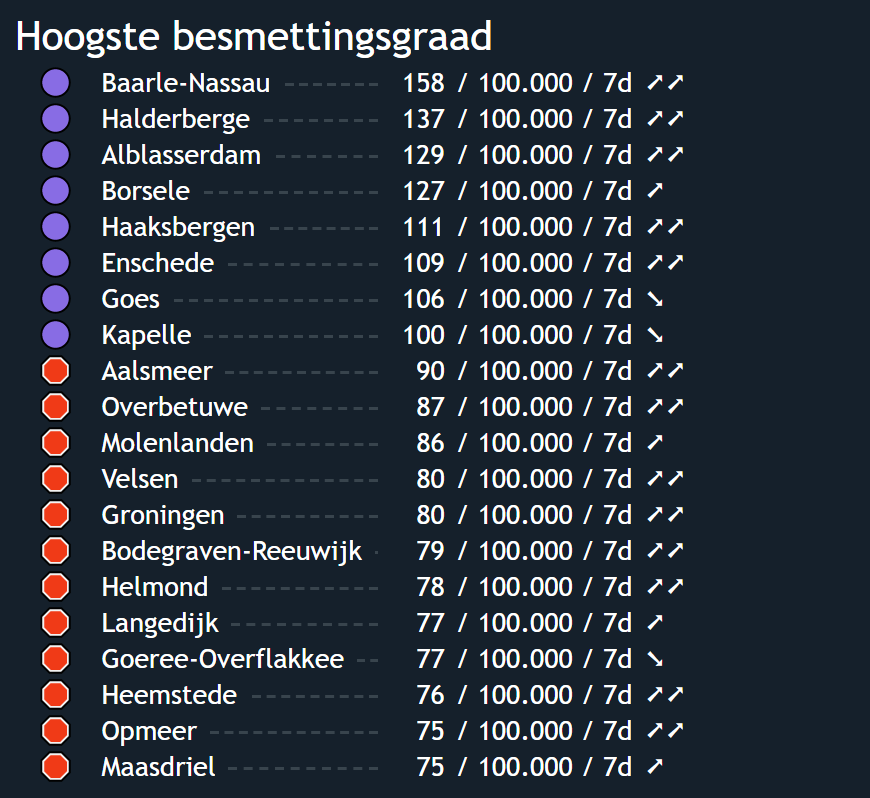 Hoogste besmettingsgraad
Baarle-Nassau 158 / 100.000 / 7d ➚➚
Halderberge 137 / 100.000 / 7d ➚➚
Alblasserdam 129 / 100.000 / 7d ➚➚
Borsele 127 / 100.000 / 7d ➚
Haaksbergen 111 / 100.000 / 7d ➚➚
Enschede 109 / 100.000 / 7d ➚➚
Goes 106 / 100.000 / 7d ➘
Kapelle 100 / 100.000 / 7d ➘
Aalsmeer 90 / 100.000 / 7d ➚➚
Overbetuwe 87 / 100.000 / 7d ➚➚
Molenlanden 86 / 100.000 / 7d ➚
Velsen 80 / 100.000 / 7d ➚➚
Groningen 80 / 100.000 / 7d ➚➚
Bodegraven-Reeuwijk 79 / 100.000 / 7d ➚➚
Helmond 78 / 100.000 / 7d ➚➚
Langedijk 77 / 100.000 / 7d ➚
Goeree-Overflakkee 77 / 100.000 / 7d ➘
Heemstede 76 / 100.000 / 7d ➚➚
Opmeer 75 / 100.000 / 7d ➚➚
Maasdriel 75 / 100.000 / 7d ➚